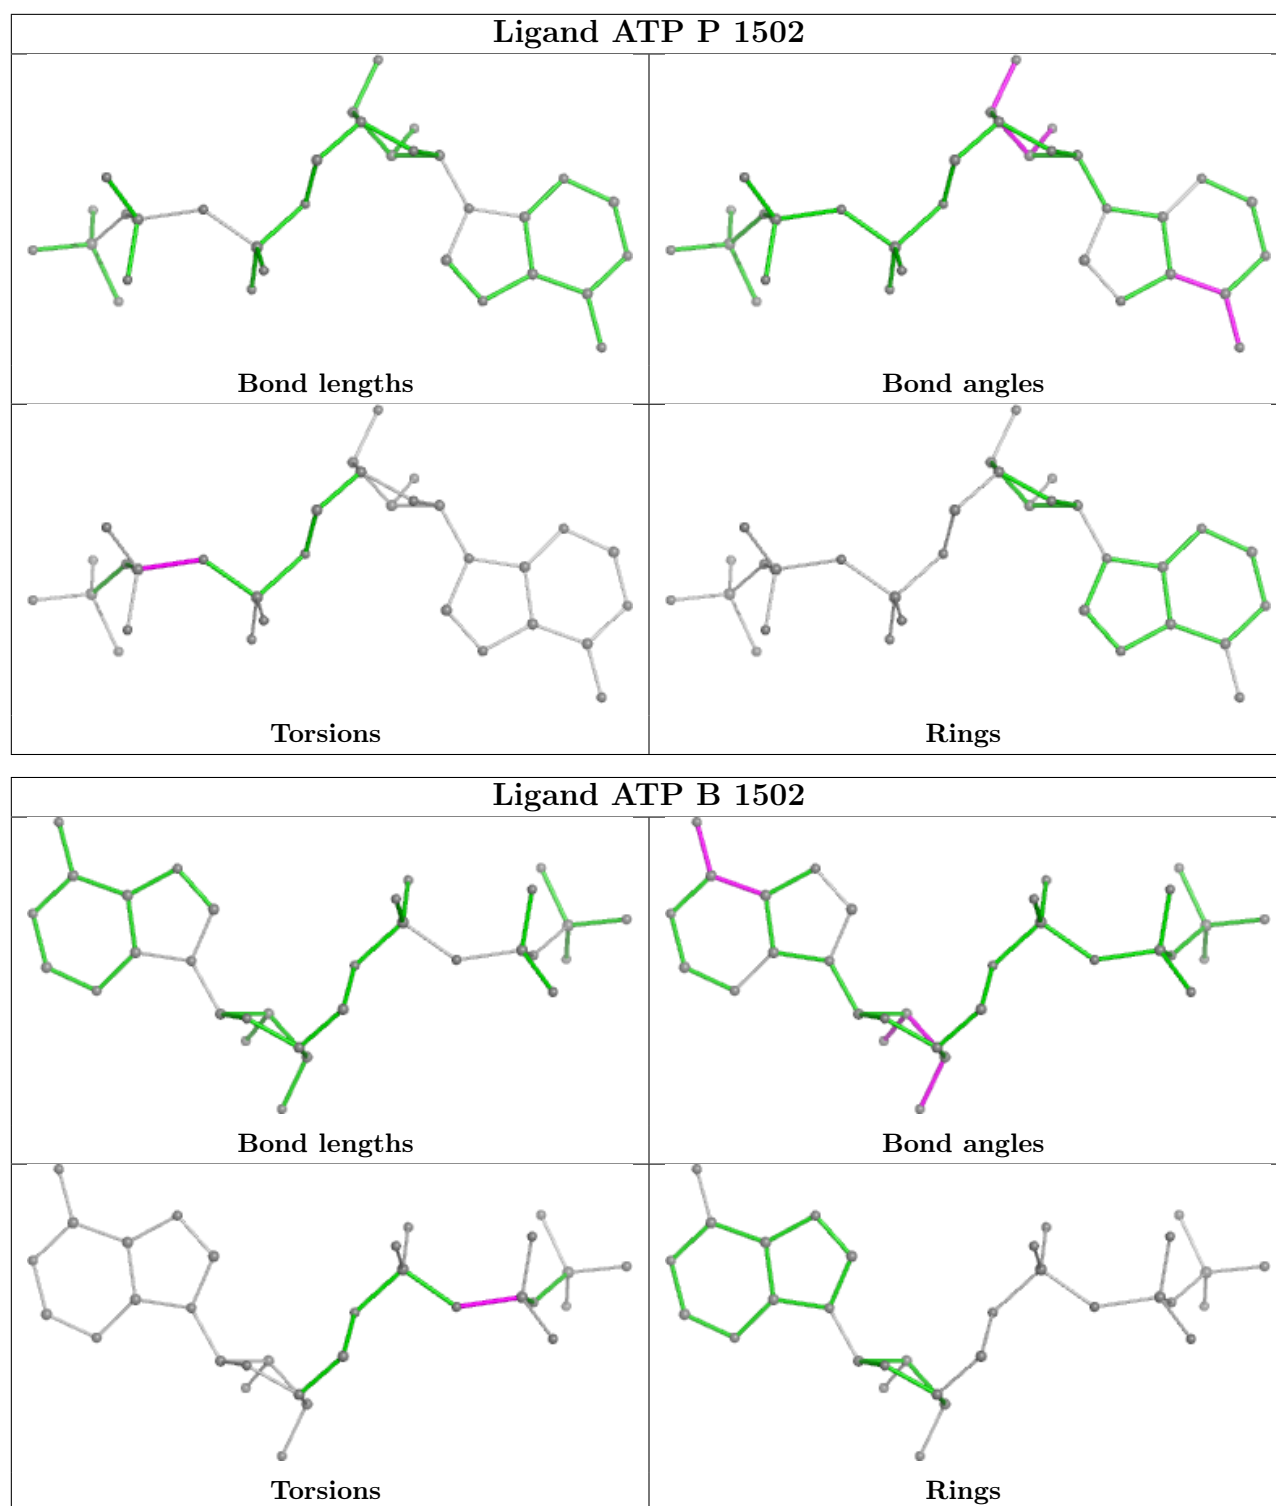 Ligand ATP P 1502
Bond lengths
Bond angles
Torsions
Rings
Ligand ATP B 1502
Bond lengths
Bond angles
Torsions
Rings